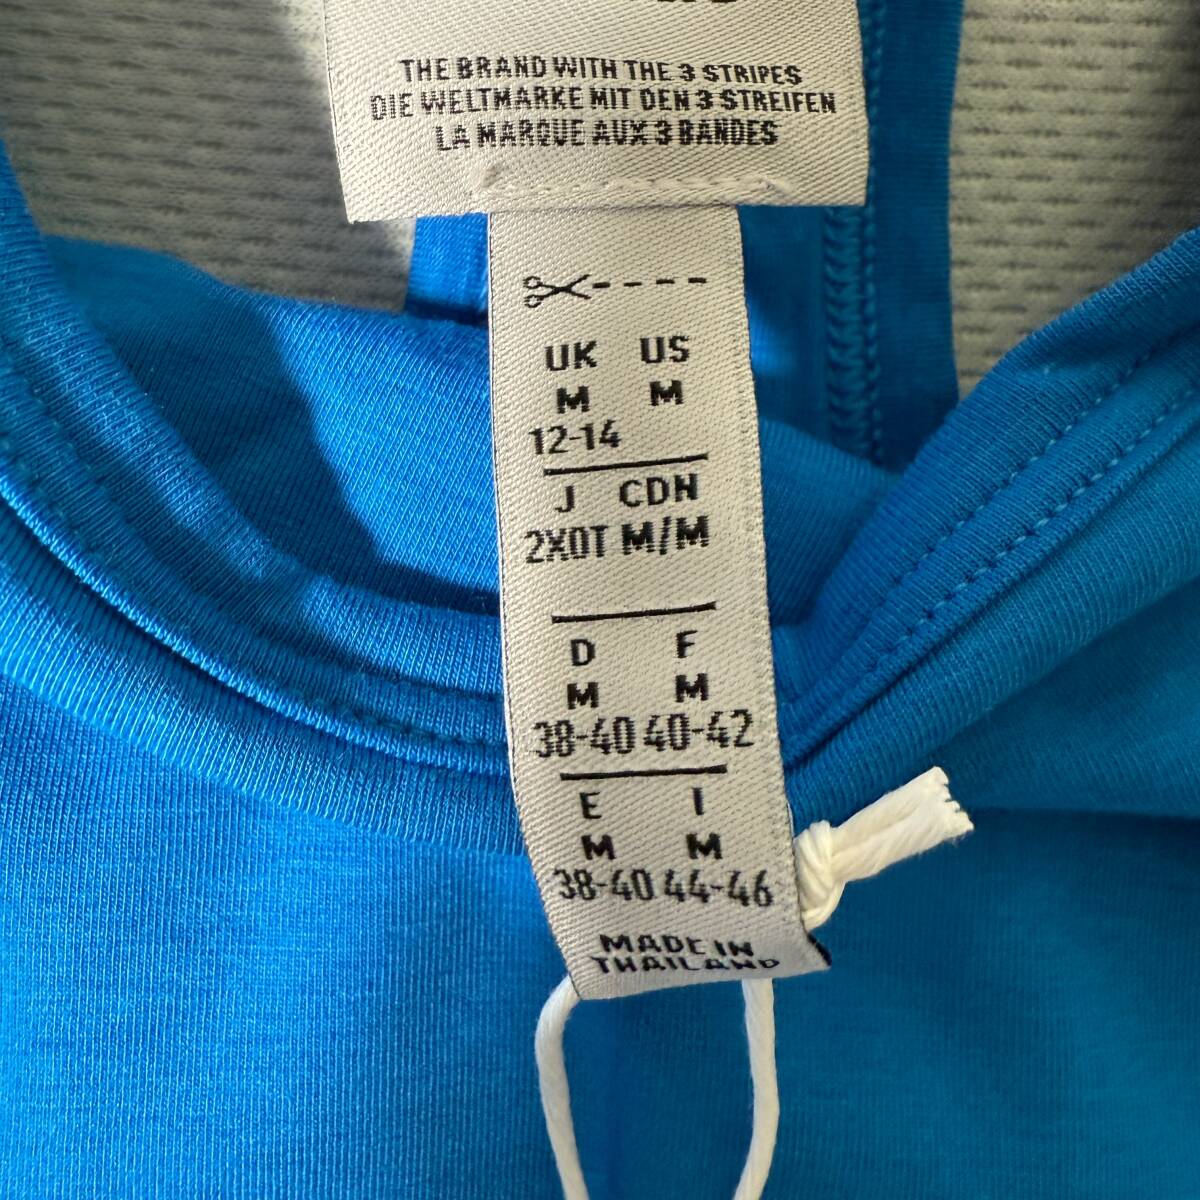 THE BRAND WITH THE 3 STRIPES
DIE WELTMARKE MIT DEN 3 STREIFEN
LA MARQUE AUX 3 BANDES
UK US
M M
12-14
J CDN
2XOT M/M
D F
M M
38-40 40-42
E I
M M
38-40 44-46
MADE IN
THAILAND